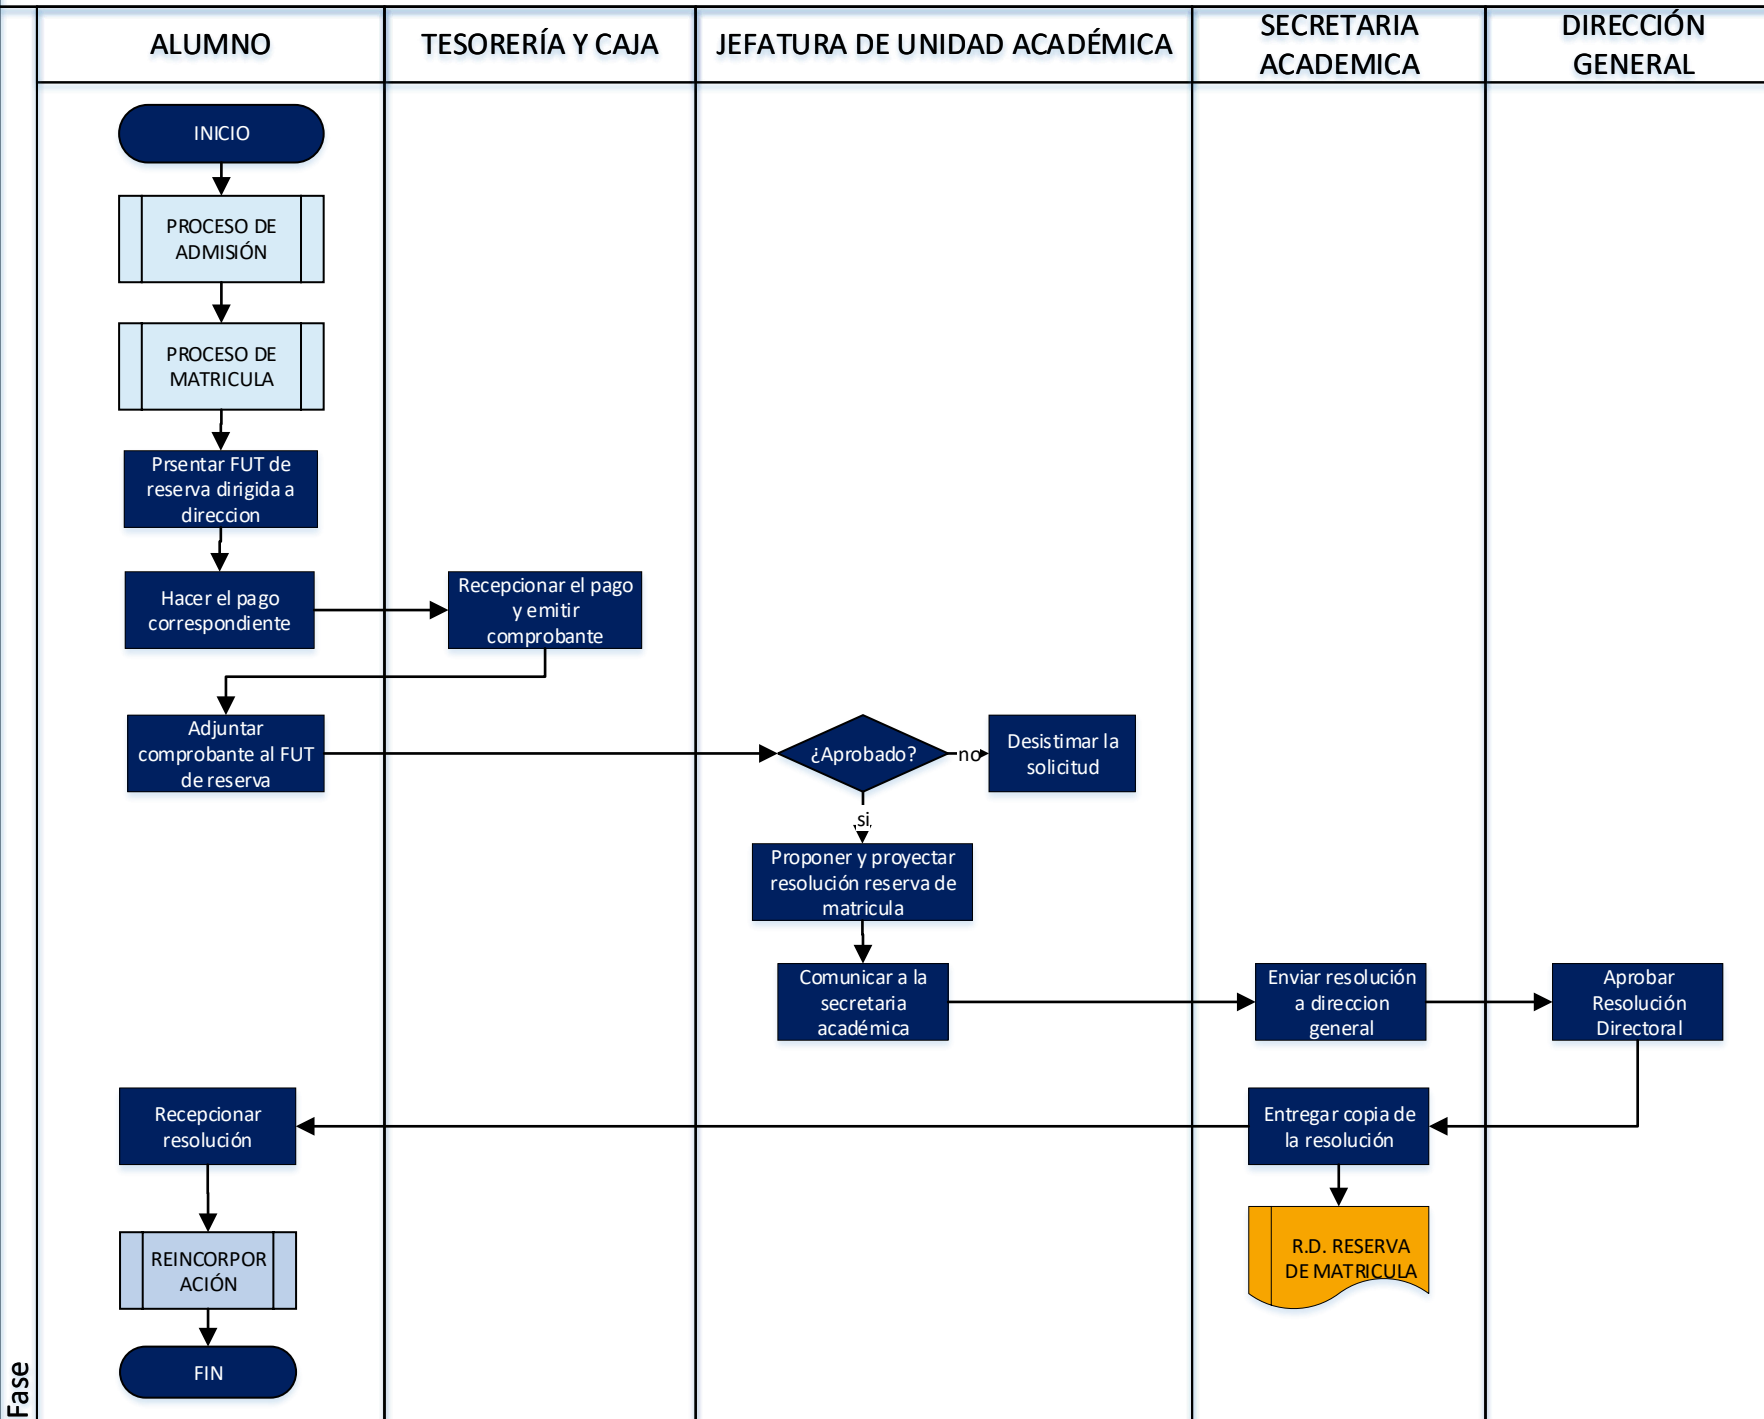 ALUMNO
TESORERÍA Y CAJA
JEFATURA DE UNIDAD ACADÉMICA
SECRETARIA
ACADEMICA
DIRECCIÓN
GENERAL
INICIO
PROCESO DE
ADMISIÓN
PROCESO DE
MATRICULA
Prsentar FUT de
reserva dirigida a
direccion
Hacer el pago
correspondiente
Recepcionar el pago
y emitir
comprobante
Adjuntar
comprobante al FUT
de reserva
¿Aprobado?
no
Desistimar la
solicitud
si
Proponer y proyectar
resolución reserva de
matricula
Comunicar a la
secretaria
académica
Enviar resolución
a direccion
general
Aprobar
Resolución
Directoral
Recepcionar
resolución
Entregar copia de
la resolución
REINCORPOR
ACIÓN
R.D. RESERVA
DE MATRICULA
FIN
Fase